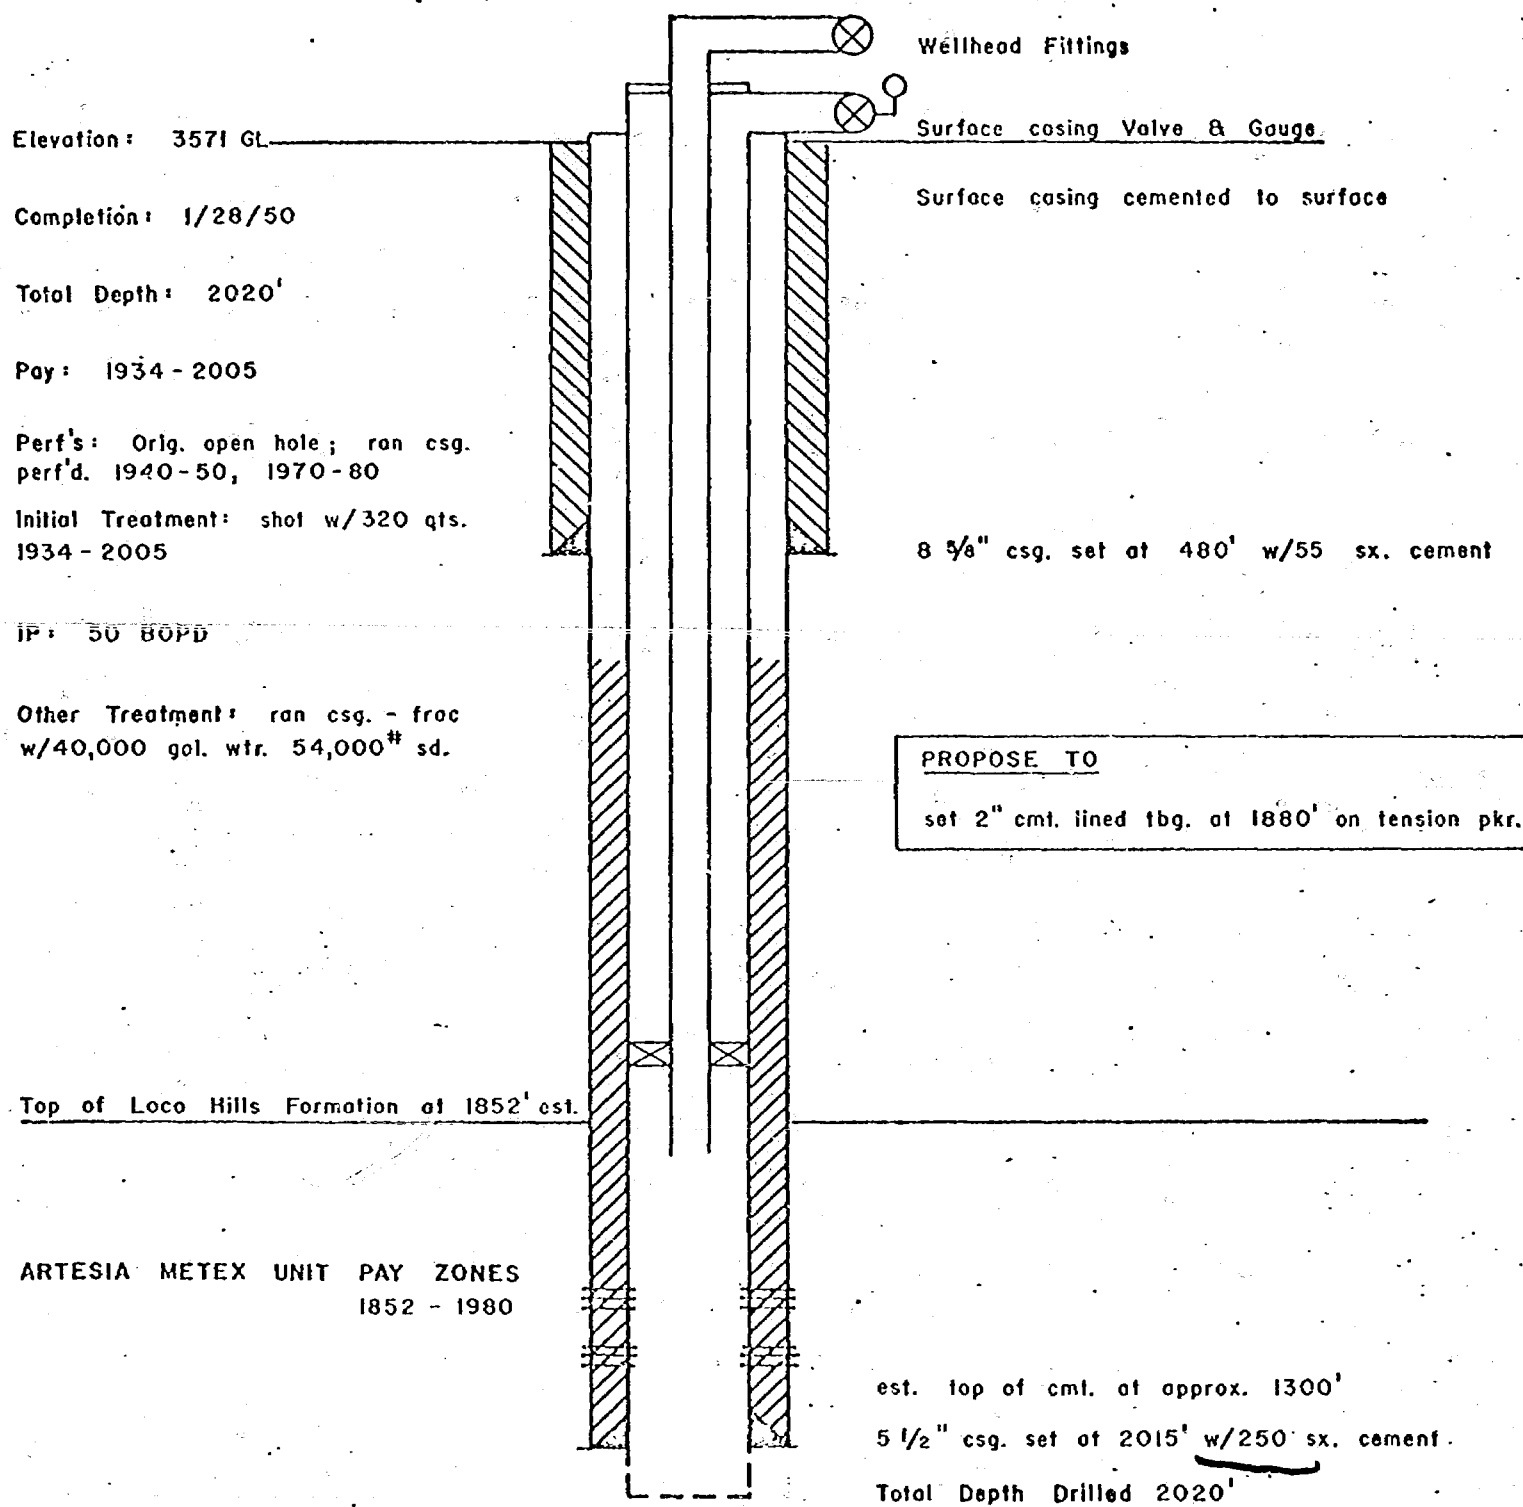 Wellhead Fittings
Elevation: 3571 GL
Surface casing Valve & Gauge
Surface casing cemented to surface
Completion: 1/28/50
Total Depth: 2020'
Pay: 1934 - 2005
Perf's: Orig. open hole; ran csg.
perf'd. 1940-50, 1970-80
Initial Treatment: shot w/320 qts.
1934 - 2005
8 5/8" csg. set at 480' w/55 sx. cement
IP: 50 BOPD
Other Treatment: ran csg. - frac
w/40,000 gal. wtr. 54,000# sd.
PROPOSE TO
set 2" cmt. lined tbg. at 1880' on tension pkr.
Top of Loco Hills Formation at 1852' est.
ARTESIA METEX UNIT PAY ZONES
1852 - 1980
est. top of cmt. at approx. 1300'
5 1/2" csg. set at 2015' w/250 sx. cement.
Total Depth Drilled 2020'